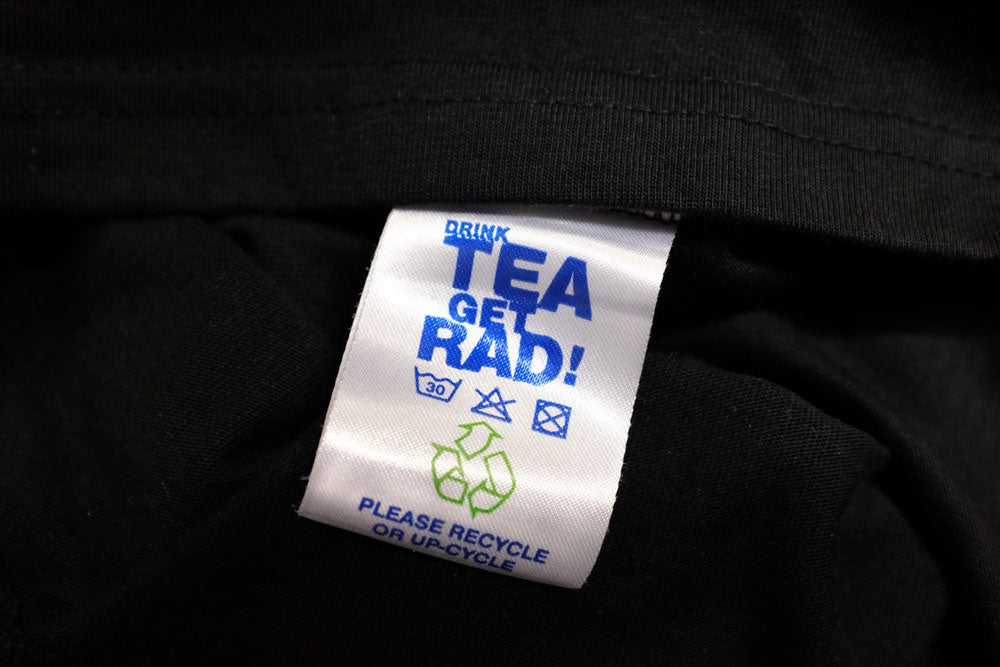 DRINK
TEA
GET
RAD!
30
PLEASE RECYCLE
OR UP-CYCLE